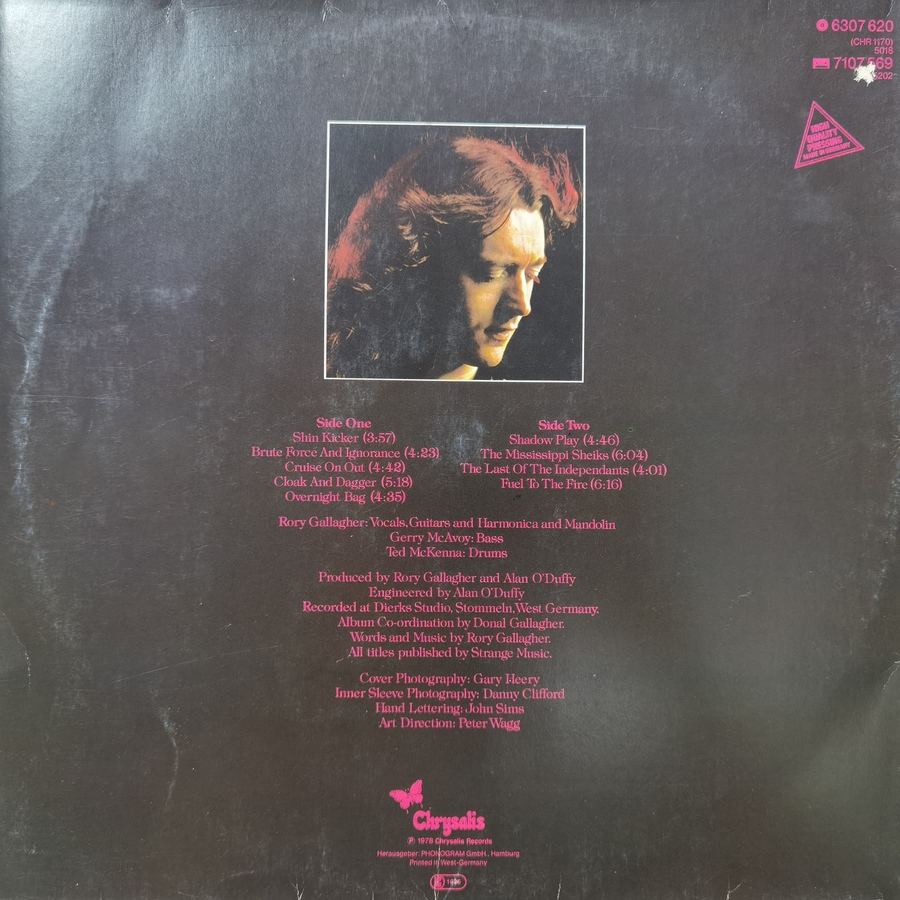 6307 620
(CHR 1170)
5018
7107 569
5202
HIGH
QUALITY
PRESSING
MADE IN GERMANY
Side One
Shin Kicker (3:57)
Brute Force And Ignorance (4:23)
Cruise On Out (4:42)
Cloak And Dagger (5:18)
Overnight Bag (4:35)
Side Two
Shadow Play (4:46)
The Mississippi Sheiks (6:04)
The Last Of The Independants (4:01)
Fuel To The Fire (6:16)
Rory Gallagher: Vocals, Guitars and Harmonica and Mandolin
Gerry McAvoy: Bass
Ted McKenna: Drums
Produced by Rory Gallagher and Alan O'Duffy
Engineered by Alan O'Duffy
Recorded at Dierks Studio, Stommeln, West Germany.
Album Co-ordination by Donal Gallagher.
Words and Music by Rory Gallagher.
All titles published by Strange Music.
Cover Photography: Gary Heery
Inner Sleeve Photography: Danny Clifford
Hand Lettering: John Sims
Art Direction: Peter Wagg
Chrysalis
℗ 1978 Chrysalis Records
Herausgeber: PHONOGRAM GmbH., Hamburg
Printed in West-Germany